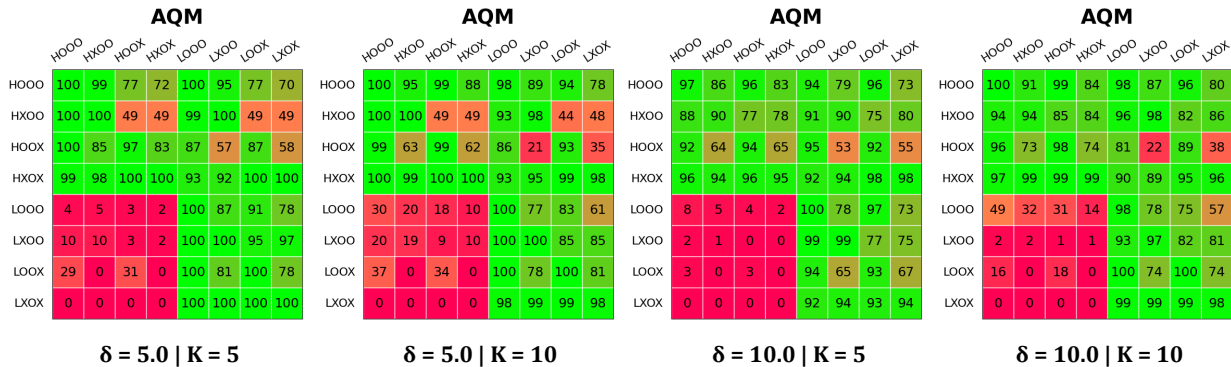 AQM AQM AQM AQM
HOOO HXOO HOOX HXOX LOOO LXOO LOOX LXOX HOOO HXOO HOOX HXOX LOOO LXOO LOOX LXOX HOOO HXOO HOOX HXOX LOOO LXOO LOOX LXOX HOOO HXOO HOOX HXOX LOOO LXOO LOOX LXOX
HOOO 100 99 77 72 100 95 77 70 100 95 99 88 98 89 94 78 HOOO 97 86 96 83 94 79 96 73 HOOO 100 91 99 84 98 87 96 80
HXOO 100 100 49 49 99 100 49 49 HXOO 100 100 49 49 93 98 44 48 HXOO 88 90 77 78 91 90 75 80 HXOO 94 94 85 84 96 98 82 86
HOOX 100 85 97 83 87 57 87 58 HOOX 99 63 99 62 86 21 93 35 HOOX 92 64 94 65 95 53 92 55 HOOX 96 73 98 74 81 22 89 38
HXOX 99 98 100 100 93 92 100 100 HXOX 100 99 100 100 93 95 99 98 HXOX 96 94 96 95 92 94 98 98 HXOX 97 99 99 99 90 89 95 96
LOOO 4 5 3 2 100 87 91 78 LOOO 30 20 18 10 100 77 83 61 LOOO 8 5 4 2 100 78 97 73 LOOO 49 32 31 14 98 78 75 57
LXOO 10 10 3 2 100 100 95 97 LXOO 20 19 9 10 100 100 85 85 LXOO 2 1 0 0 99 99 77 75 LXOO 2 2 1 1 93 97 82 81
LOOX 29 0 31 0 100 81 100 78 LOOX 37 0 34 0 100 78 100 81 LOOX 3 0 3 0 94 65 93 67 LOOX 16 0 18 0 100 74 100 74
LXOX 0 0 0 0 100 100 100 100 LXOX 0 0 0 0 98 99 99 98 LXOX 0 0 0 0 92 94 93 94 LXOX 0 0 0 0 99 99 99 98
δ = 5.0 | K = 5 δ = 5.0 | K = 10 δ = 10.0 | K = 5 δ = 10.0 | K = 10